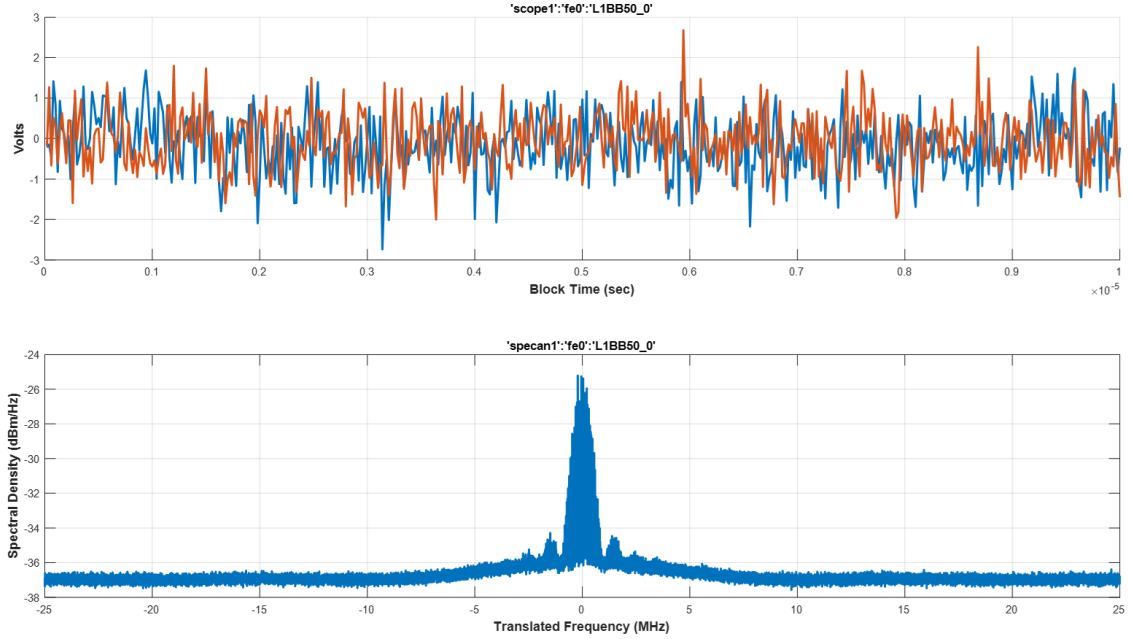 'scope1':'fe0':'L1BB50_0'
3
2
1
0
-1
-2
-3
Volts
0 0.1 0.2 0.3 0.4 0.5 0.6 0.7 0.8 0.9 1
Block Time (sec)
×10⁻⁵
'specan1':'fe0':'L1BB50_0'
-24
-26
-28
-30
-32
-34
-36
-38
Spectral Density (dBm/Hz)
-25 -20 -15 -10 -5 0 5 10 15 20 25
Translated Frequency (MHz)